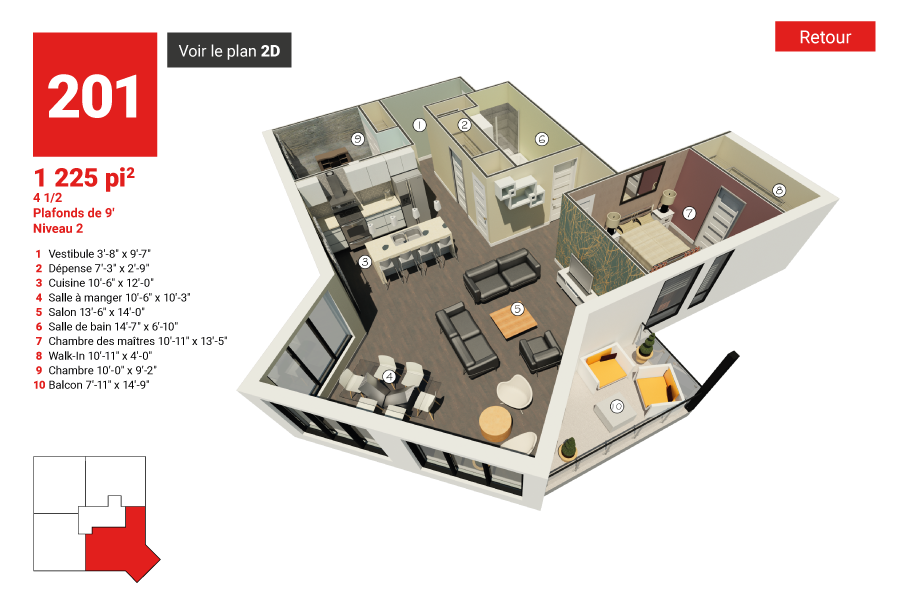 201
Voir le plan 2D
Retour
1 225 pi²
4 1/2
Plafonds de 9'
Niveau 2
1 Vestibule 3'-8" x 9'-7"
2 Dépense 7'-3" x 2'-9"
3 Cuisine 10'-6" x 12'-0"
4 Salle à manger 10'-6" x 10'-3"
5 Salon 13'-6" x 14'-0"
6 Salle de bain 14'-7" x 6'-10"
7 Chambre des maîtres 10'-11" x 13'-5"
8 Walk-In 10'-11" x 4'-0"
9 Chambre 10'-0" x 9'-2"
10 Balcon 7'-11" x 14'-9"
1
2
9
6
8
7
3
5
4
10